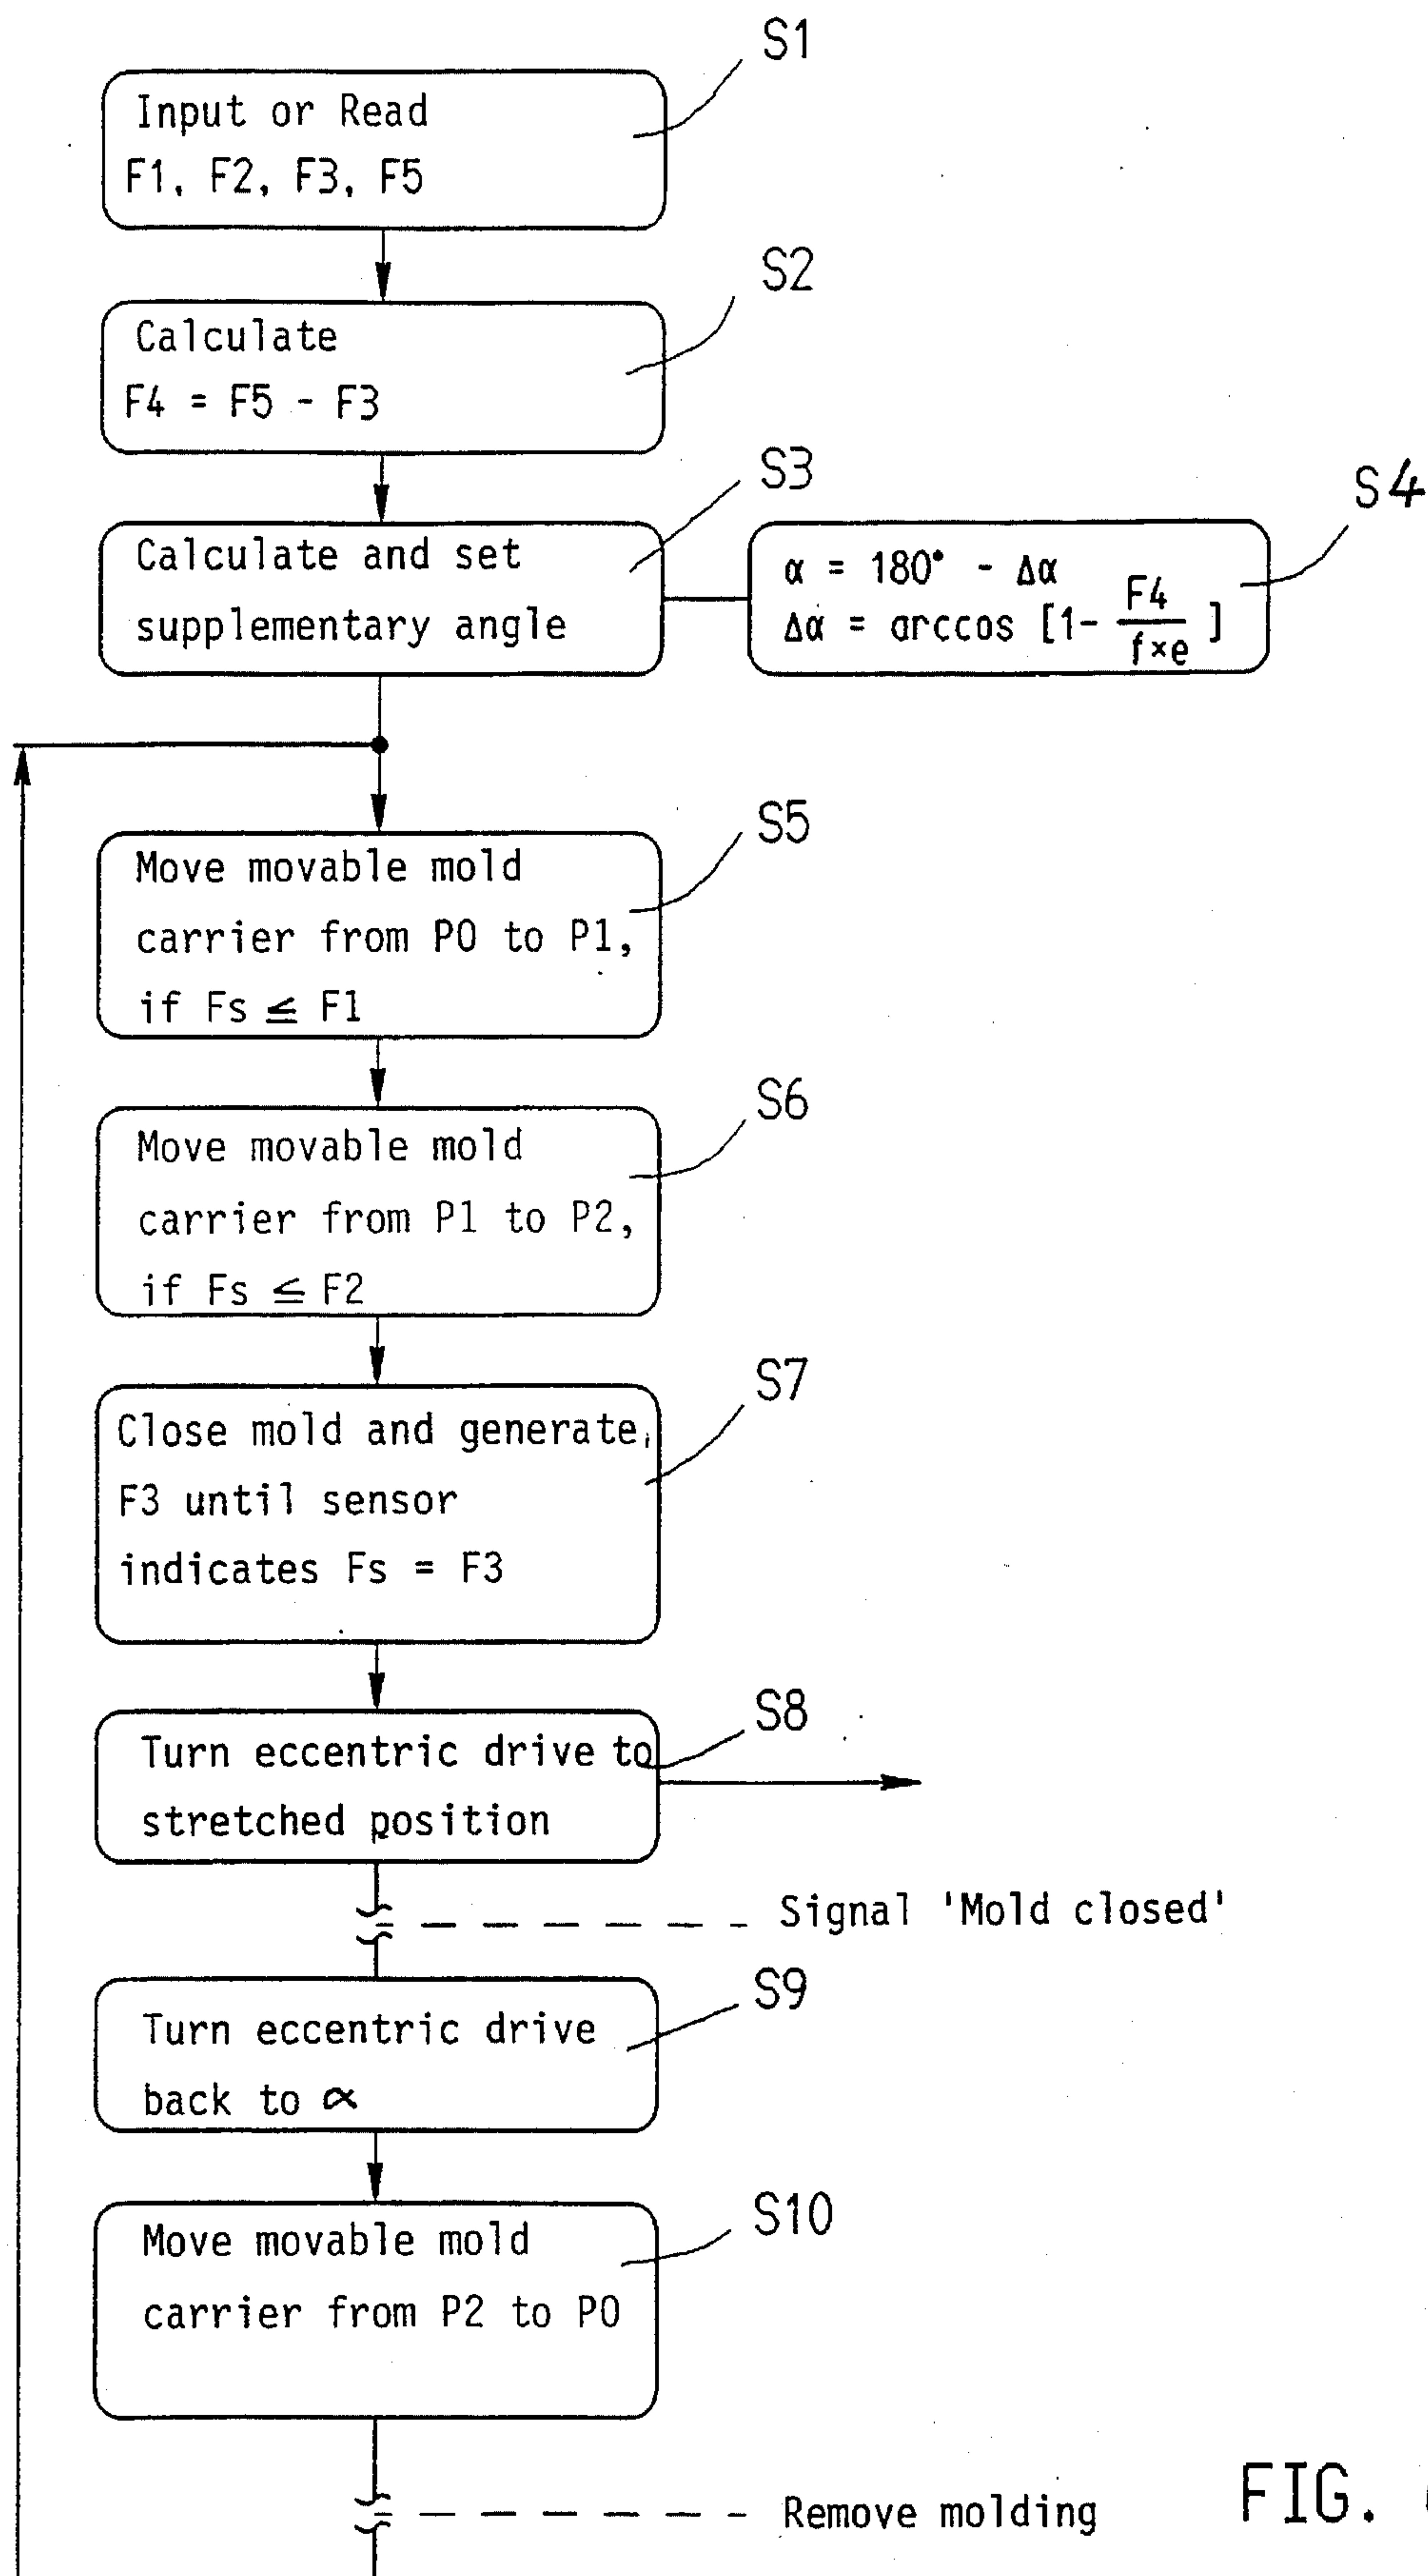 S1
Input or Read
F1, F2, F3, F5
S2
Calculate
F4 = F5 - F3
S3
Calculate and set
supplementary angle
S4
α = 180° - Δα
Δα = arccos [1- F4/f×e ]
S5
Move movable mold
carrier from P0 to P1,
if Fs ≤ F1
S6
Move movable mold
carrier from P1 to P2,
if Fs ≤ F2
S7
Close mold and generate
F3 until sensor
indicates Fs = F3
S8
Turn eccentric drive to
stretched position
Signal 'Mold closed'
S9
Turn eccentric drive
back to α
S10
Move movable mold
carrier from P2 to P0
Remove molding
FIG.